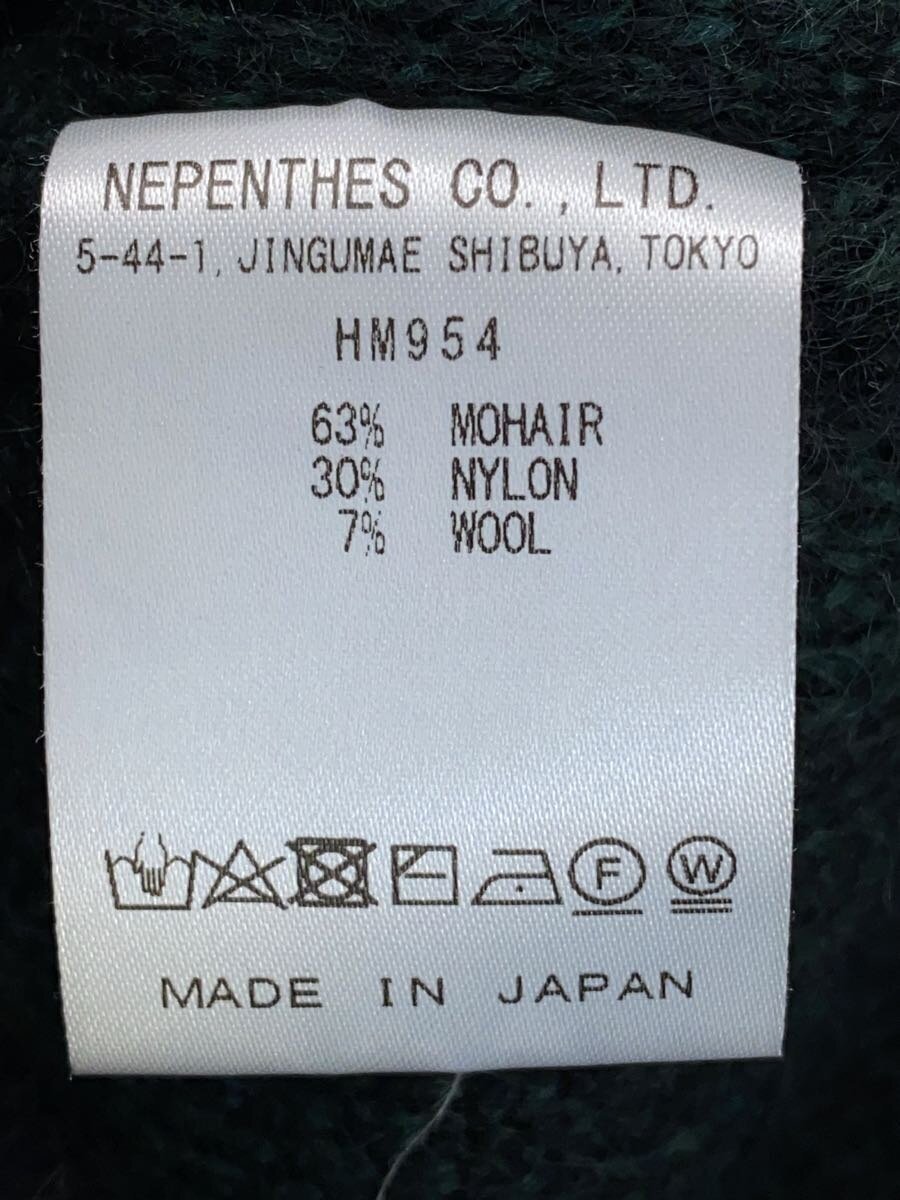 NEPENTHES CO., LTD.
5-44-1, JINGUMAE SHIBUYA, TOKYO
HM954
63% MOHAIR
30% NYLON
7% WOOL
F W
MADE IN JAPAN